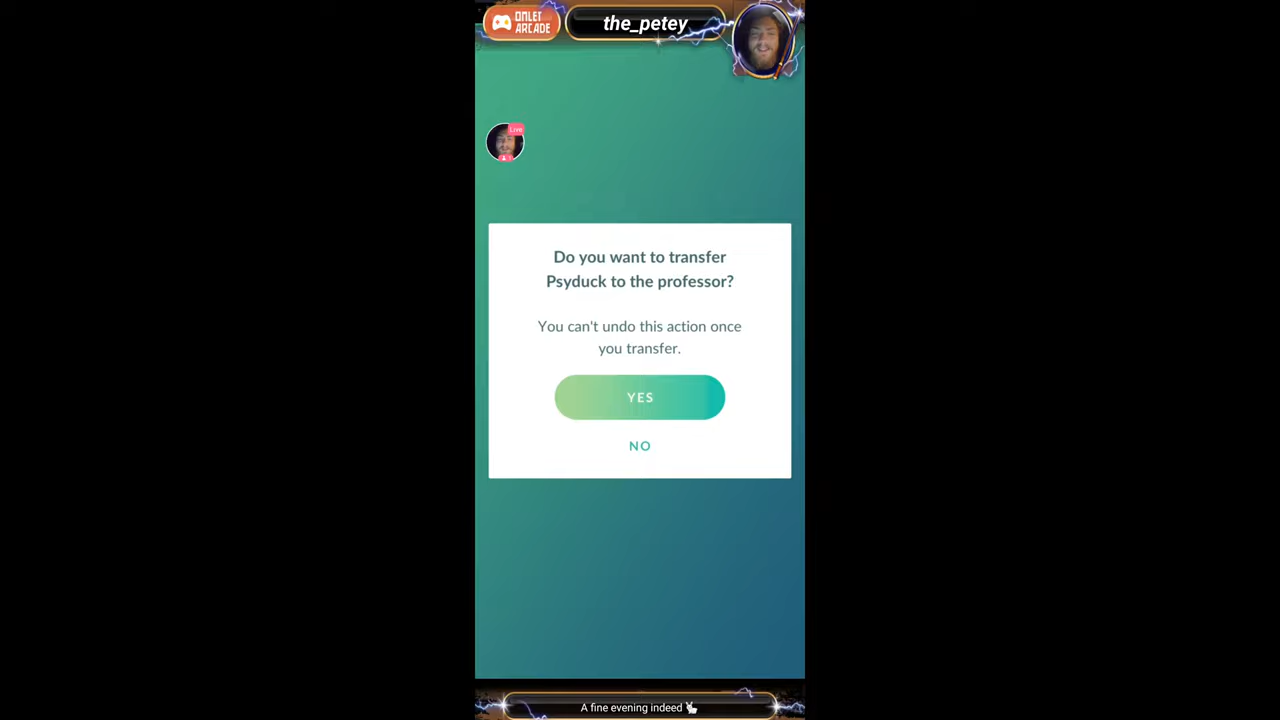 OMLET
ARCADE
the_petey
Live
Do you want to transfer
Psyduck to the professor?
You can't undo this action once
you transfer.
YES
NO
A fine evening indeed 🐇